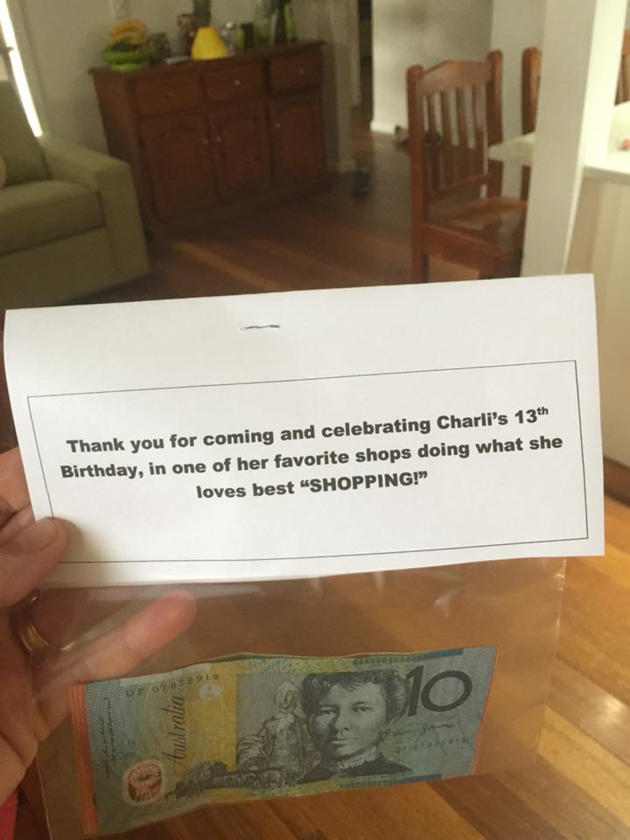 Thank you for coming and celebrating Charli's 13th
Birthday, in one of her favorite shops doing what she
loves best “SHOPPING!”
10
Australia